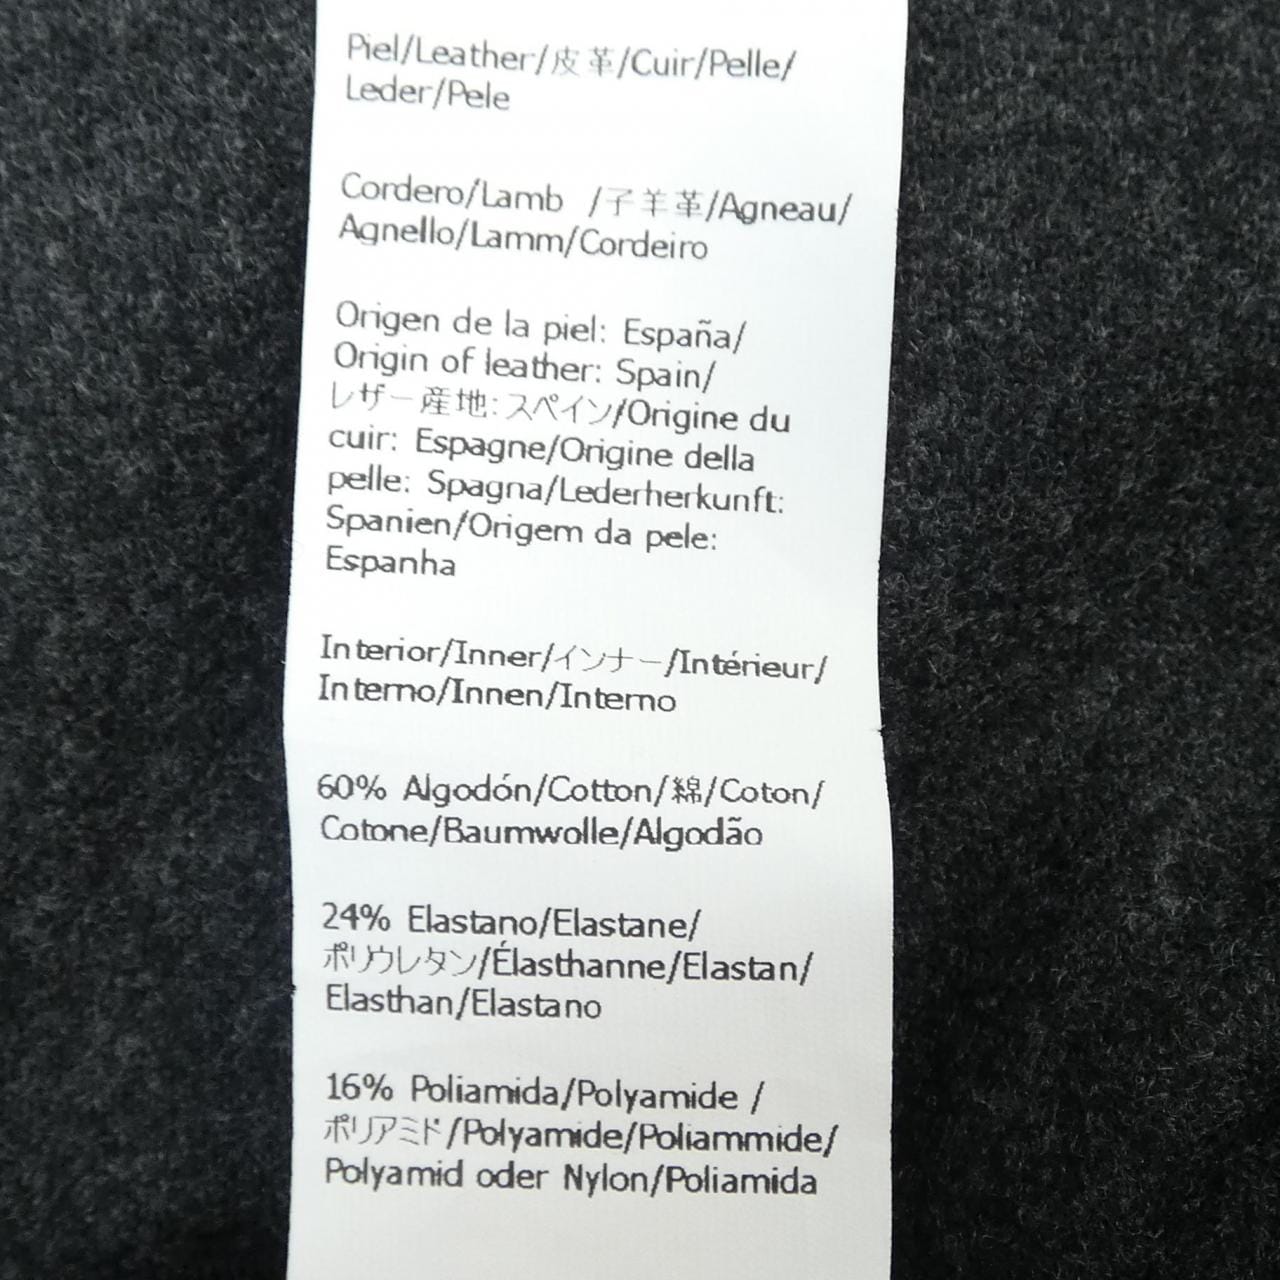 Piel/Leather/皮革/Cuir/Pelle/
Leder/Pele
Cordero/Lamb /子羊革/Agneau/
Agnello/Lamm/Cordeiro
Origen de la piel: España/
Origin of leather: Spain/
レザー産地:スペイン/Origine du
cuir: Espagne/Origine della
pelle: Spagna/Lederherkunft:
Spanien/Origem da pele:
Espanha
Interior/Inner/インナー/Intérieur/
Interno/Innen/Interno
60% Algodón/Cotton/綿/Coton/
Cotone/Baumwolle/Algodão
24% Elastano/Elastane/
ポリウレタン/Élasthanne/Elastan/
Elasthan/Elastano
16% Poliamida/Polyamide /
ポリアミド/Polyamide/Poliammide/
Polyamid oder Nylon/Poliamida